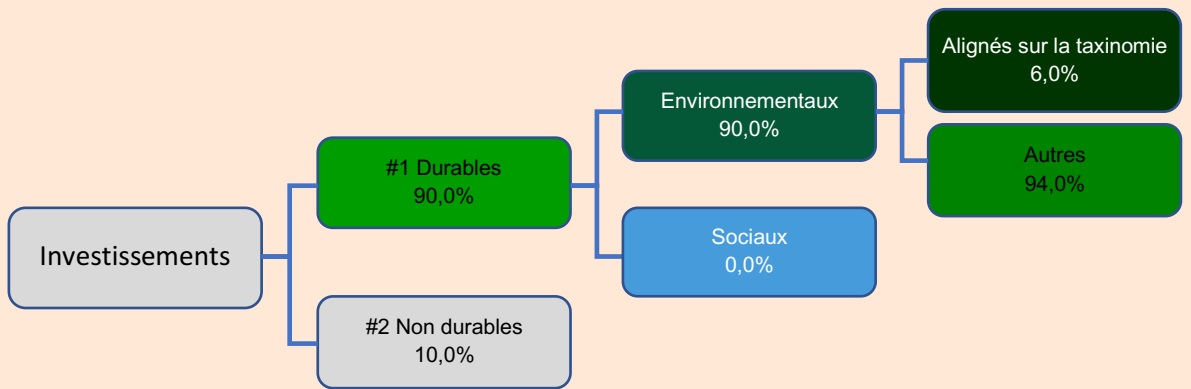 Investissements
#1 Durables
90,0%
#2 Non durables
10,0%
Environnementaux
90,0%
Sociaux
0,0%
Alignés sur la taxinomie
6,0%
Autres
94,0%